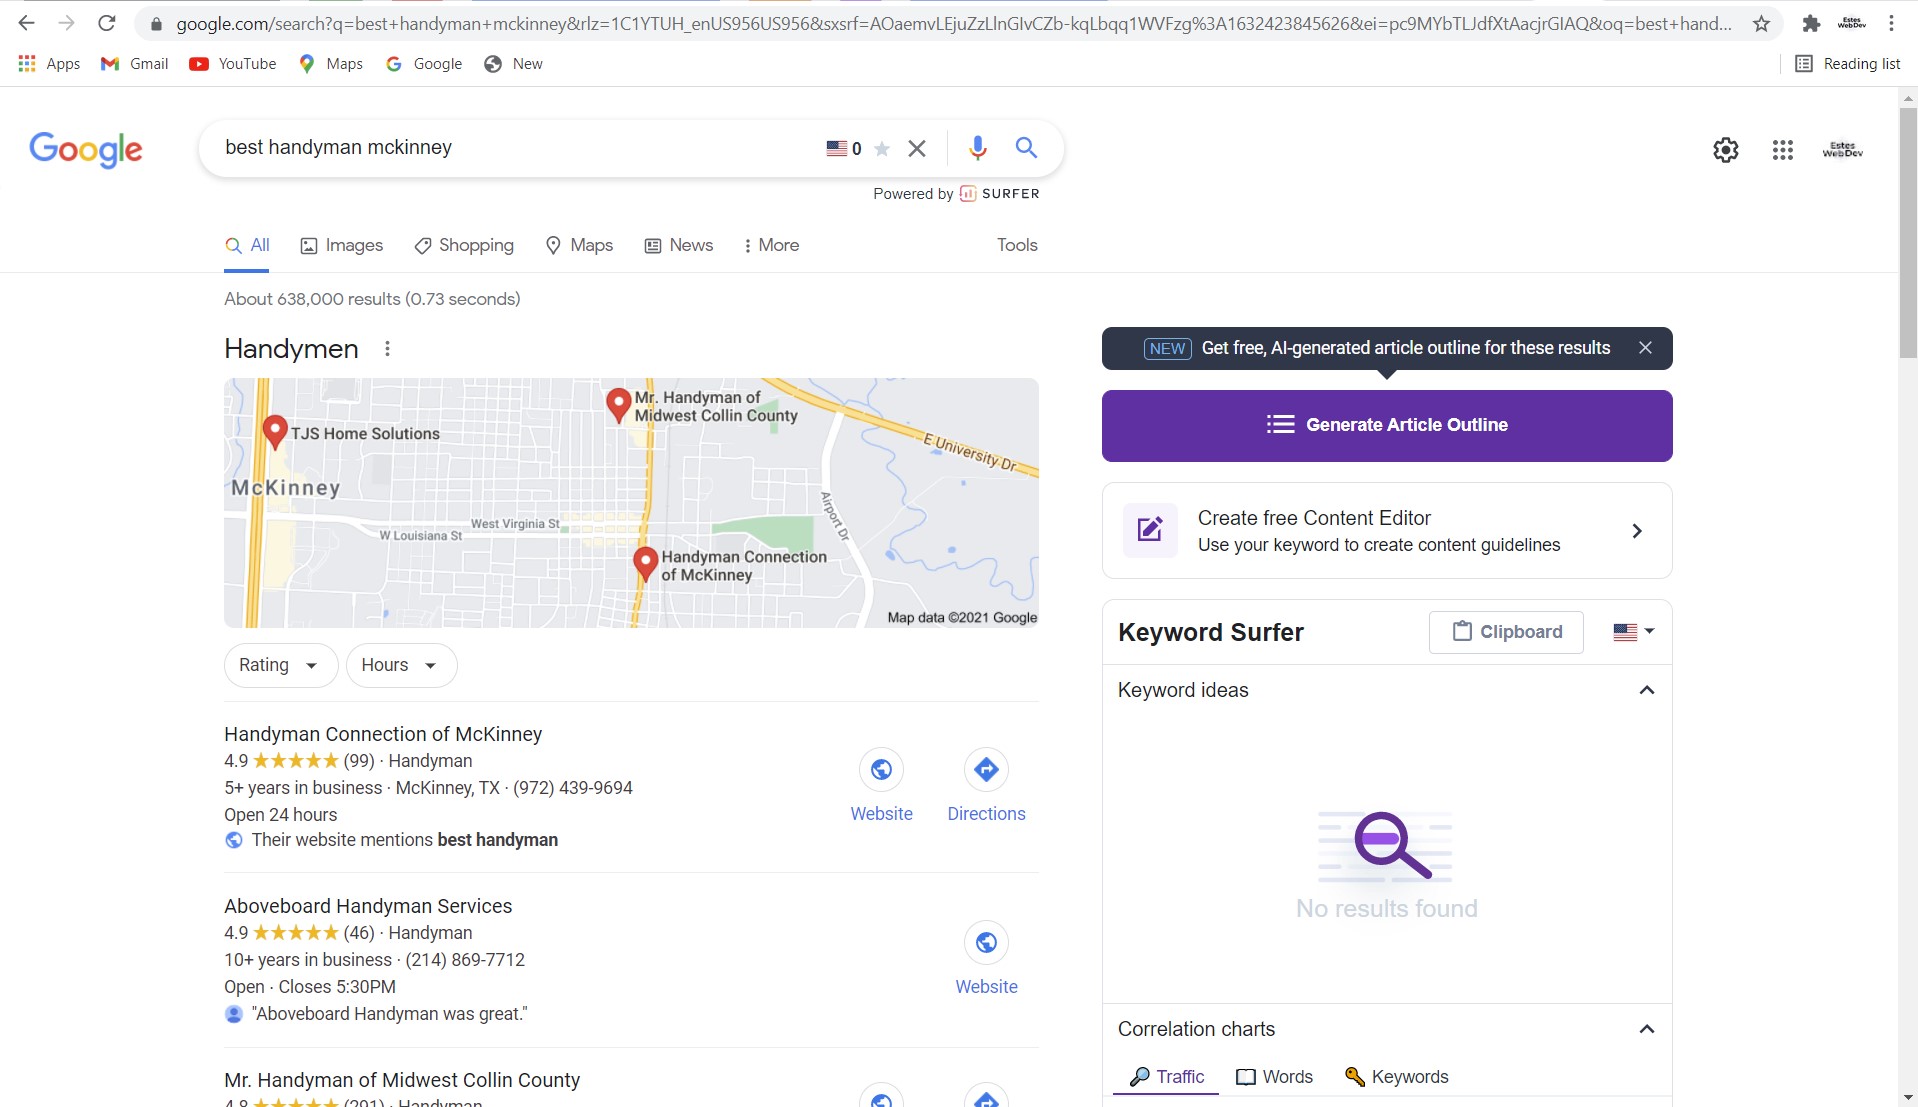 google.com/search?q=best+handyman+mckinney&rlz=1C1YTUH_enUS956US956&sxsrf=AOaemvLEjuZzLlnGlvCZb-kqLbqq1WVFzg%3A1632423845626&ei=pc9MYbTLJdfXtAacjrGIAQ&oq=best+hand...
Estes
WebDev
Apps Gmail YouTube Maps Google New Reading list
Google
best handyman mckinney 0
Estes
WebDev
Powered by SURFER
All Images Shopping Maps News More Tools
About 638,000 results (0.73 seconds)
Handymen
Mr. Handyman of
Midwest Collin County
TJS Home Solutions
E University Dr
McKinney
Airport Dr
West Virginia St
W Louisiana St
Handyman Connection
of McKinney
Map data ©2021 Google
Rating Hours
Handyman Connection of McKinney
4.9 (99) · Handyman
5+ years in business · McKinney, TX · (972) 439-9694
Open 24 hours
Their website mentions best handyman
Website Directions
Aboveboard Handyman Services
4.9 (46) · Handyman
10+ years in business · (214) 869-7712
Open · Closes 5:30PM
"Aboveboard Handyman was great."
Website
Mr. Handyman of Midwest Collin County
4.8 (291) · Handyman
NEW Get free, AI-generated article outline for these results
Generate Article Outline
Create free Content Editor
Use your keyword to create content guidelines
Keyword Surfer Clipboard
Keyword ideas
No results found
Correlation charts
Traffic Words Keywords